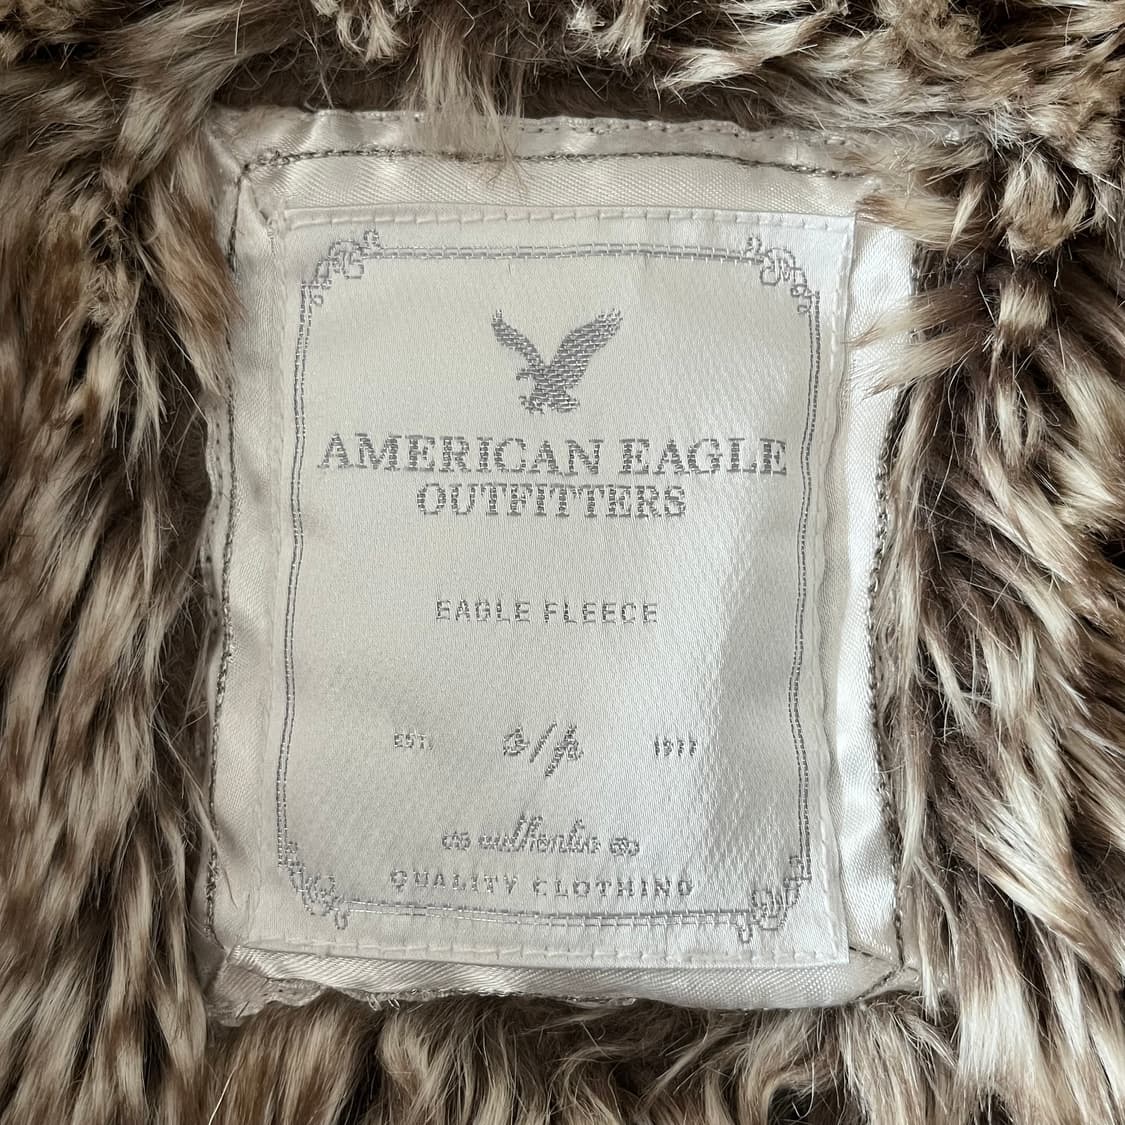 AMERICAN EAGLE
OUTFITTERS
EAGLE FLEECE
EST. S/P 1977
authentic
QUALITY CLOTHING